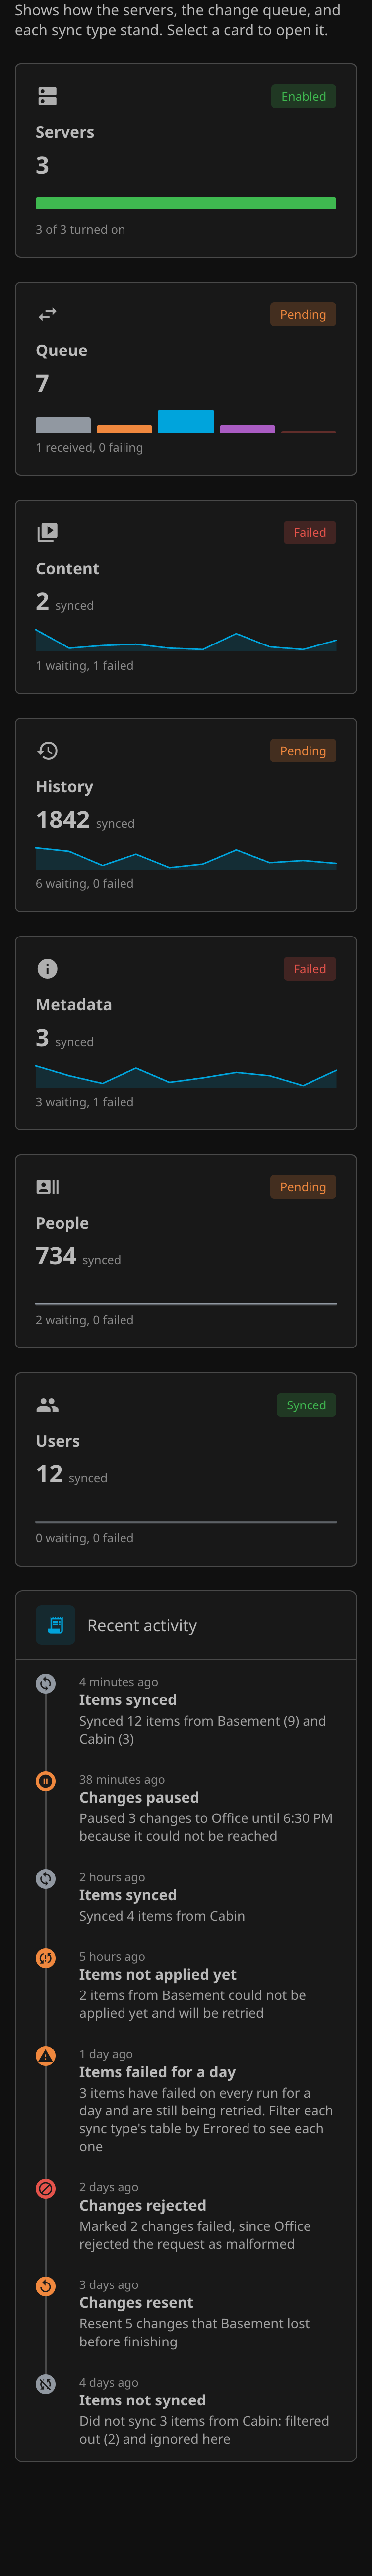 Shows how the servers, the change queue, and
each sync type stand. Select a card to open it.
Enabled
Servers
3
3 of 3 turned on
Pending
Queue
7
1 received, 0 failing
Failed
Content
2 synced
1 waiting, 1 failed
Pending
History
1842 synced
6 waiting, 0 failed
Failed
Metadata
3 synced
3 waiting, 1 failed
Pending
People
734 synced
2 waiting, 0 failed
Synced
Users
12 synced
0 waiting, 0 failed
Recent activity
4 minutes ago
Items synced
Synced 12 items from Basement (9) and
Cabin (3)
38 minutes ago
Changes paused
Paused 3 changes to Office until 6:30 PM
because it could not be reached
2 hours ago
Items synced
Synced 4 items from Cabin
5 hours ago
Items not applied yet
2 items from Basement could not be
applied yet and will be retried
1 day ago
Items failed for a day
3 items have failed on every run for a
day and are still being retried. Filter each
sync type's table by Errored to see each
one
2 days ago
Changes rejected
Marked 2 changes failed, since Office
rejected the request as malformed
3 days ago
Changes resent
Resent 5 changes that Basement lost
before finishing
4 days ago
Items not synced
Did not sync 3 items from Cabin: filtered
out (2) and ignored here